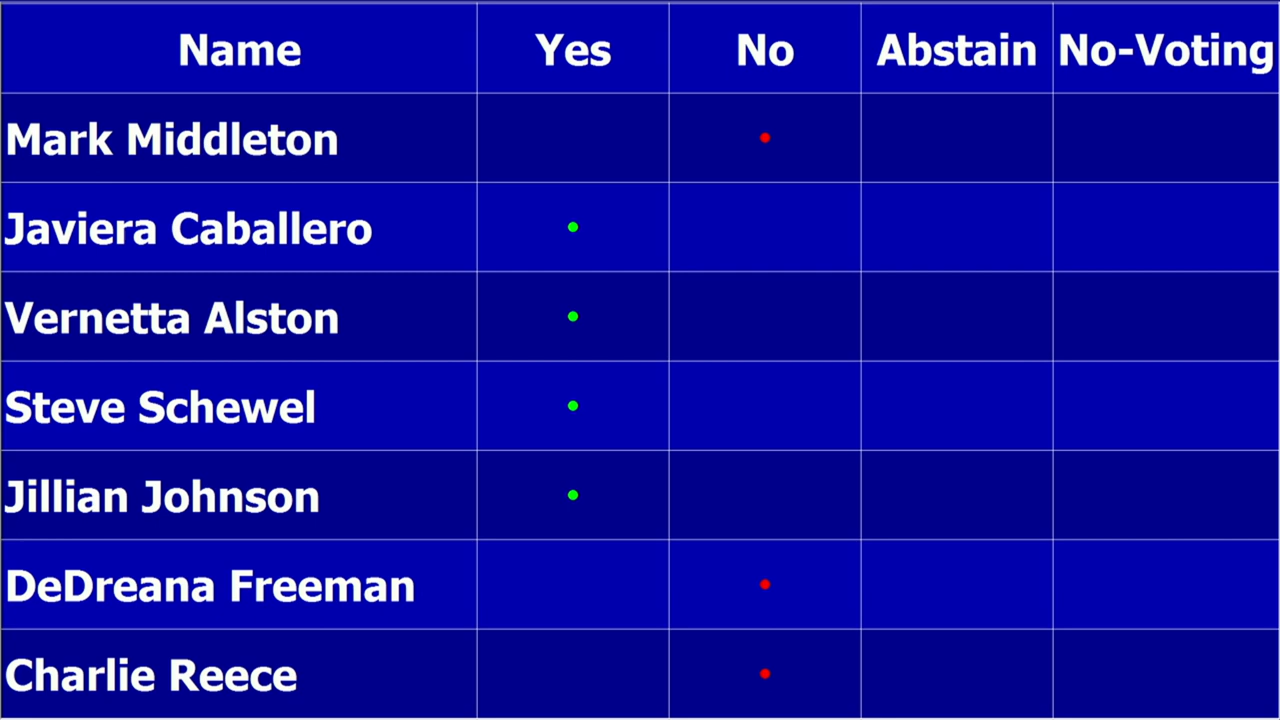 Name Yes No Abstain No-Voting
Mark Middleton
Javiera Caballero
Vernetta Alston
Steve Schewel
Jillian Johnson
DeDreana Freeman
Charlie Reece